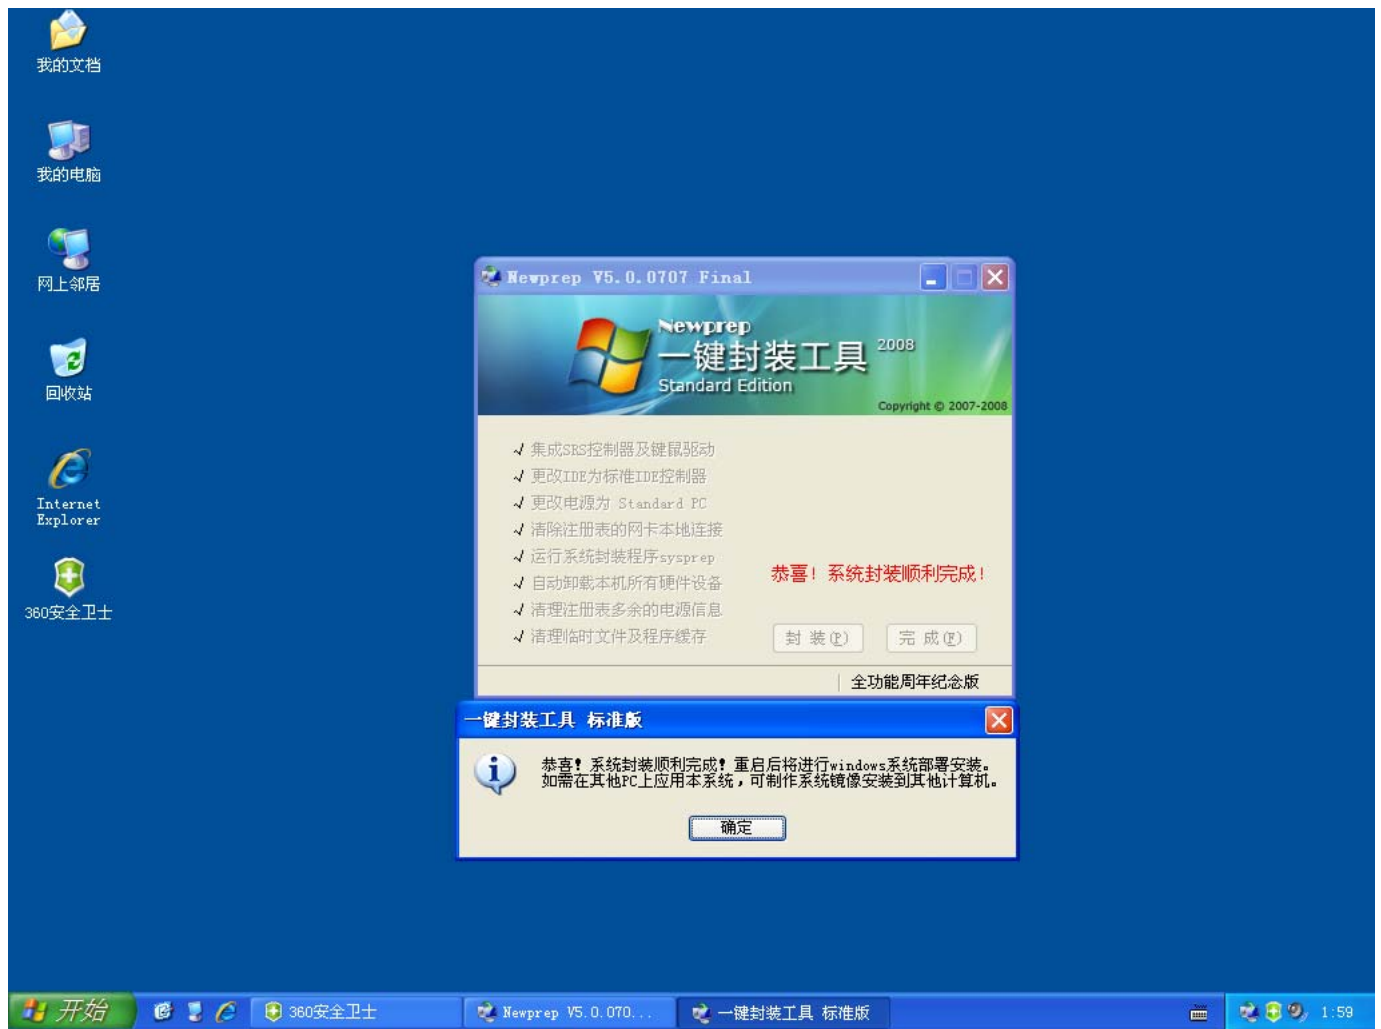 我的文档
我的电脑
网上邻居
回收站
Internet
Explorer
360安全卫士
Newprep V5.0.0707 Final
Newprep
一键封装工具 2008
Standard Edition
Copyright © 2007-2008
√ 集成SRS控制器及键鼠驱动
√ 更改IDE为标准IDE控制器
√ 更改电源为 Standard PC
√ 清除注册表的网卡本地连接
√ 运行系统封装程序sysprep
√ 自动卸载本机所有硬件设备
√ 清理注册表多余的电源信息
√ 清理临时文件及程序缓存
恭喜！系统封装顺利完成！
封 装(P)
完 成(F)
全功能周年纪念版
一键封装工具 标准版
恭喜！系统封装顺利完成！重启后将进行windows系统部署安装。
如需在其他PC上应用本系统，可制作系统镜像安装到其他计算机。
确定
开始
360安全卫士
Newprep V5.0.070...
一键封装工具 标准版
1:59